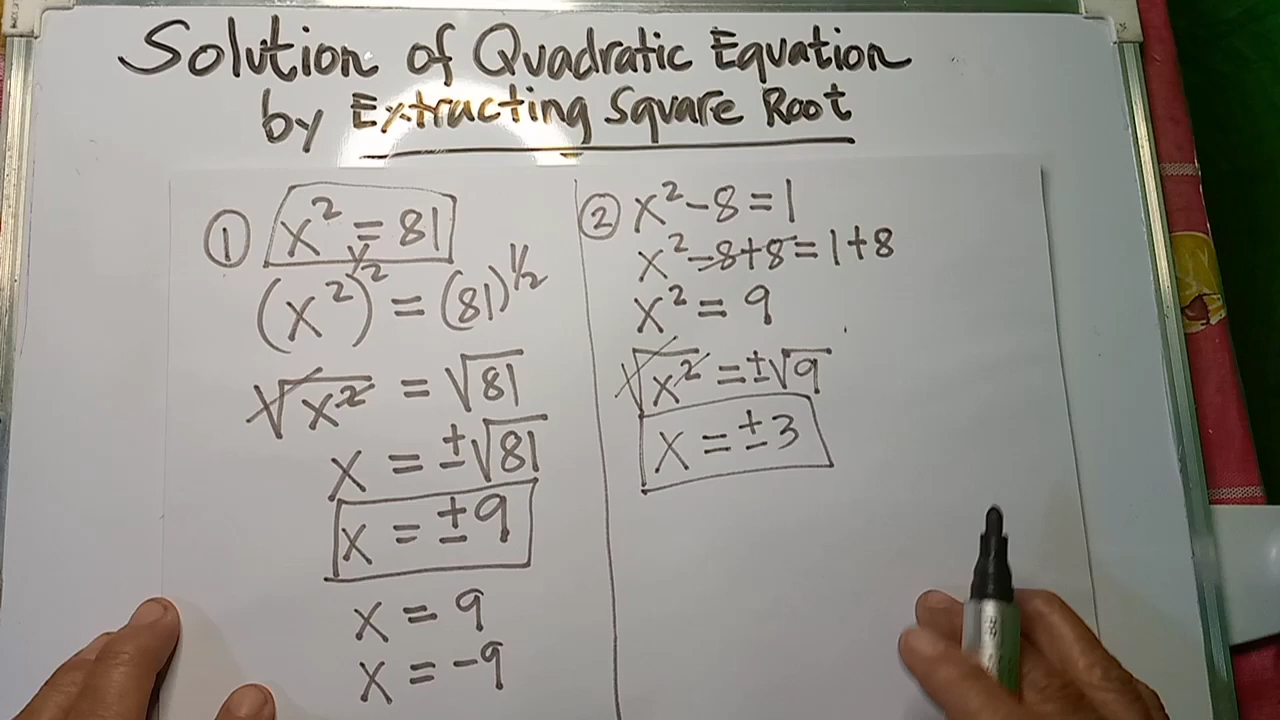 Solution of Quadratic Equation
by Extracting Square Root
① x² = 81
(x²)^½ = (81)^½
√x² = √81
x = ±√81
x = ±9
x = 9
x = -9
② x² - 8 = 1
x² - 8 + 8 = 1 + 8
x² = 9
√x² = ±√9
x = ±3